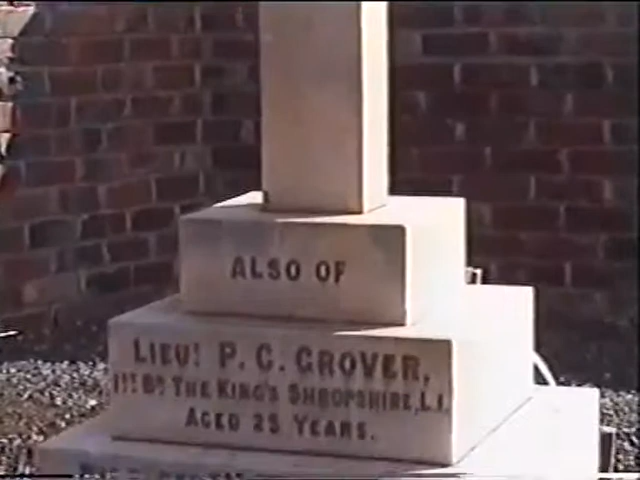 ALSO OF
LIEUT. P. C. GROVER,
1ST BN THE KING'S SHROPSHIRE, L.I.
AGED 25 YEARS.